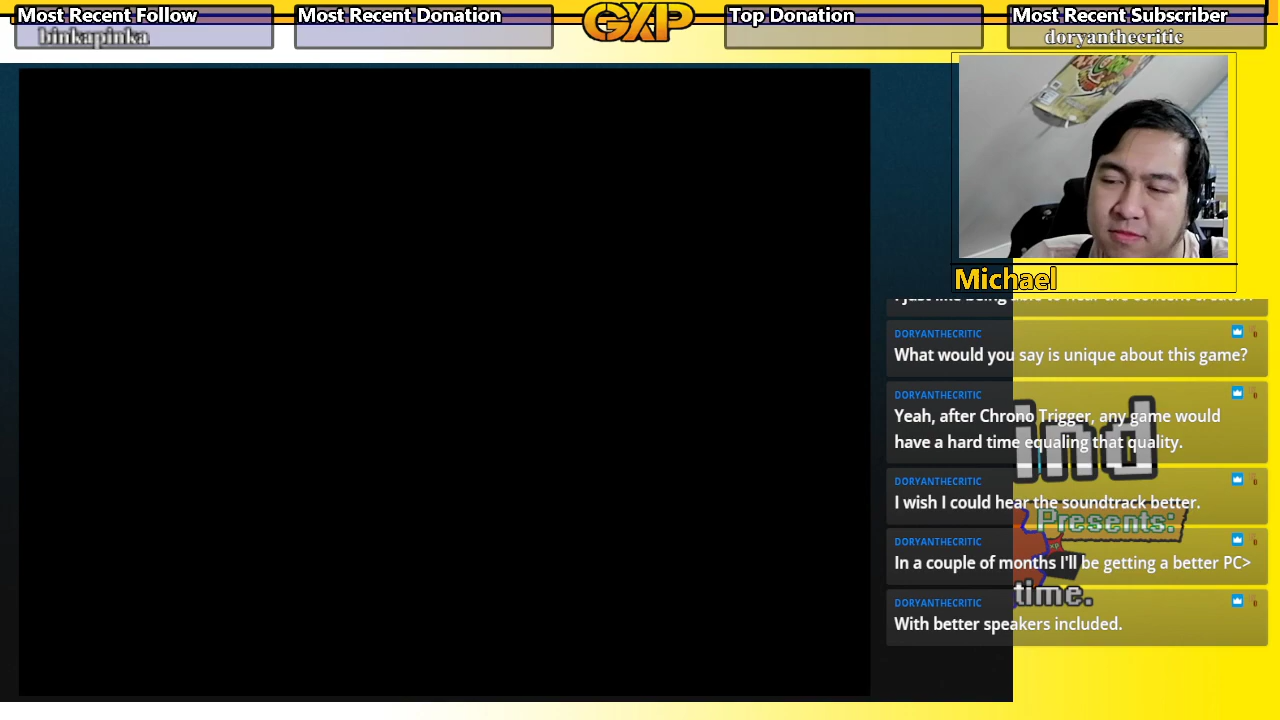 Most Recent Follow
binkapinka
Most Recent Donation
GXP
Top Donation
Most Recent Subscriber
doryanthecritic
Michael
DORYANTHECRITIC
What would you say is unique about this game?
DORYANTHECRITIC
Yeah, after Chrono Trigger, any game would
have a hard time equaling that quality.
DORYANTHECRITIC
I wish I could hear the soundtrack better.
Presents:
DORYANTHECRITIC
In a couple of months I'll be getting a better PC>
time.
DORYANTHECRITIC
With better speakers included.